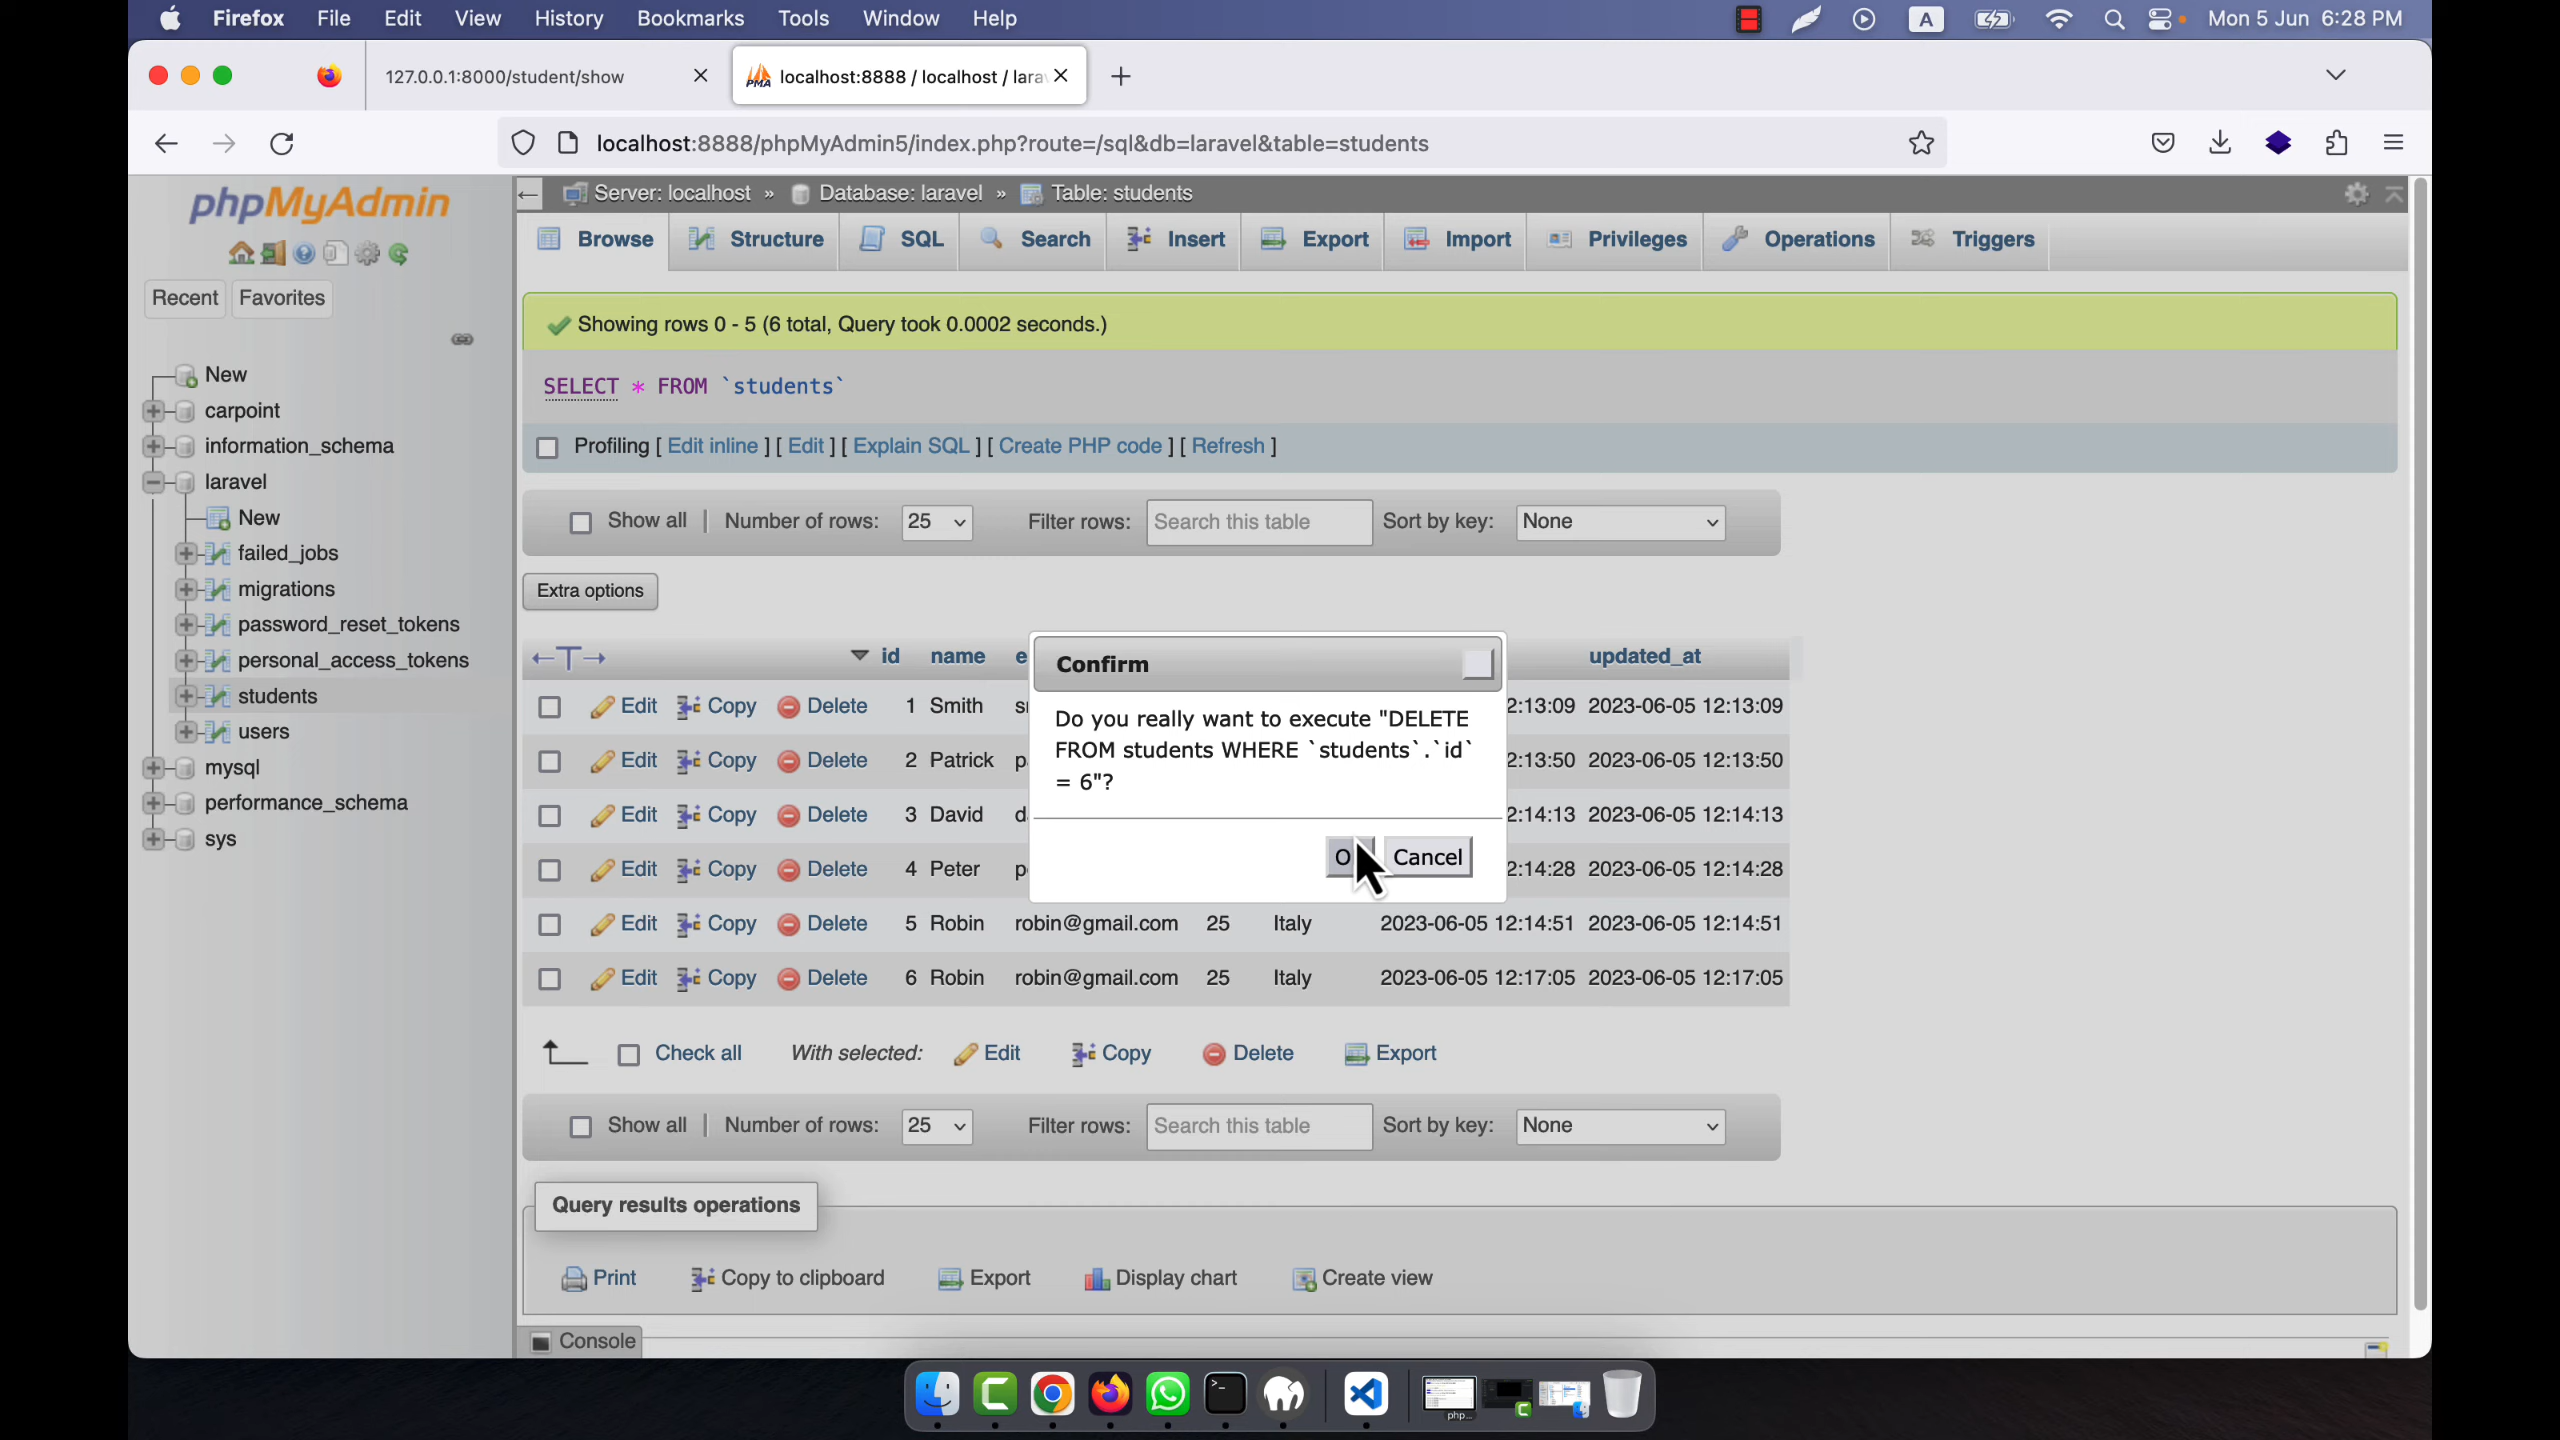 Firefox File Edit View History Bookmarks Tools Window Help
A
Mon 5 Jun 6:28 PM
127.0.0.1:8000/student/show
PMA localhost:8888 / localhost / lara
localhost:8888/phpMyAdmin5/index.php?route=/sql&db=laravel&table=students
phpMyAdmin
Recent Favorites
New
carpoint
information_schema
laravel
New
failed_jobs
migrations
password_reset_tokens
personal_access_tokens
students
users
mysql
performance_schema
sys
Server: localhost » Database: laravel » Table: students
Browse Structure SQL Search Insert Export Import Privileges Operations Triggers
Showing rows 0 - 5 (6 total, Query took 0.0002 seconds.)
SELECT * FROM `students`
Profiling [ Edit inline ] [ Edit ] [ Explain SQL ] [ Create PHP code ] [ Refresh ]
Show all | Number of rows: 25 Filter rows: Search this table Sort by key: None
Extra options
id name e updated_at
Edit Copy Delete 1 Smith 2:13:09 2023-06-05 12:13:09
Edit Copy Delete 2 Patrick p 2:13:50 2023-06-05 12:13:50
Edit Copy Delete 3 David d 2:14:13 2023-06-05 12:14:13
Edit Copy Delete 4 Peter p 2:14:28 2023-06-05 12:14:28
Edit Copy Delete 5 Robin robin@gmail.com 25 Italy 2023-06-05 12:14:51 2023-06-05 12:14:51
Edit Copy Delete 6 Robin robin@gmail.com 25 Italy 2023-06-05 12:17:05 2023-06-05 12:17:05
Confirm
Do you really want to execute "DELETE
FROM students WHERE `students`.`id`
= 6"?
Cancel
Check all With selected: Edit Copy Delete Export
Show all | Number of rows: 25 Filter rows: Search this table Sort by key: None
Query results operations
Print Copy to clipboard Export Display chart Create view
Console
php...